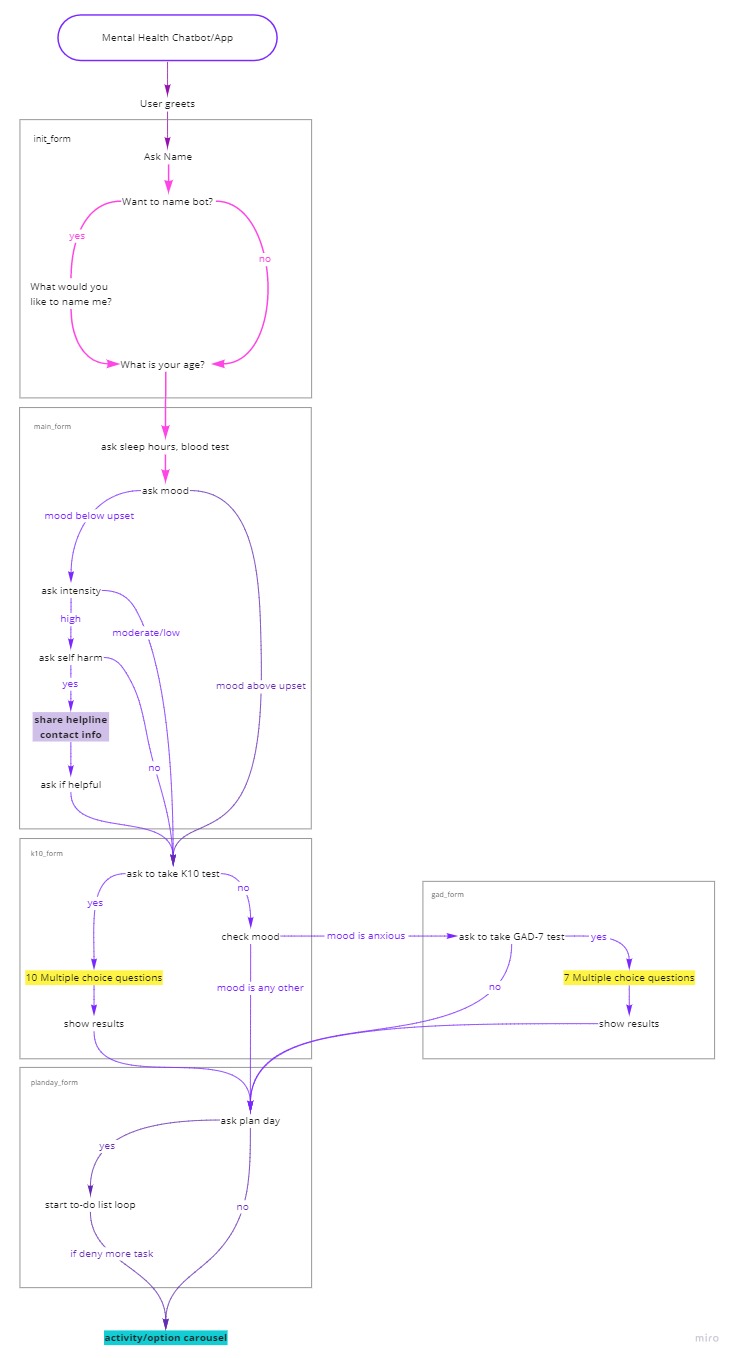 Mental Health Chatbot/App
User greets
init_form
Ask Name
Want to name bot?
yes
no
What would you
like to name me?
What is your age?
main_form
ask sleep hours, blood test
ask mood
mood below upset
ask intensity
high
moderate/low
ask self harm
yes
mood above upset
share helpline
contact info
no
ask if helpful
k10_form
ask to take K10 test
no
yes
check mood
mood is anxious
10 Multiple choice questions
mood is any other
show results
gad_form
ask to take GAD-7 test
yes
7 Multiple choice questions
no
show results
planday_form
ask plan day
yes
start to-do list loop
no
if deny more task
activity/option carousel
miro